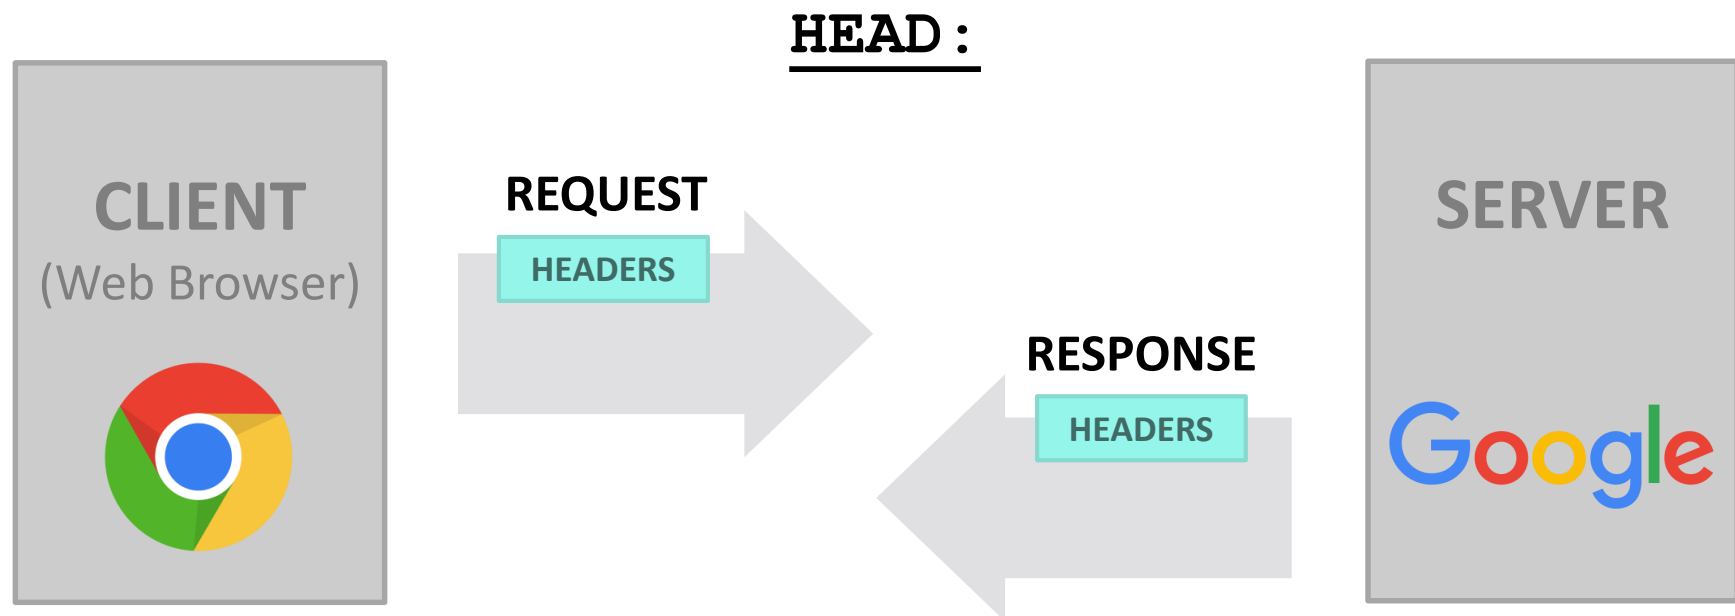 HEAD:
CLIENT
(Web Browser)
REQUEST
HEADERS
RESPONSE
HEADERS
SERVER
Google